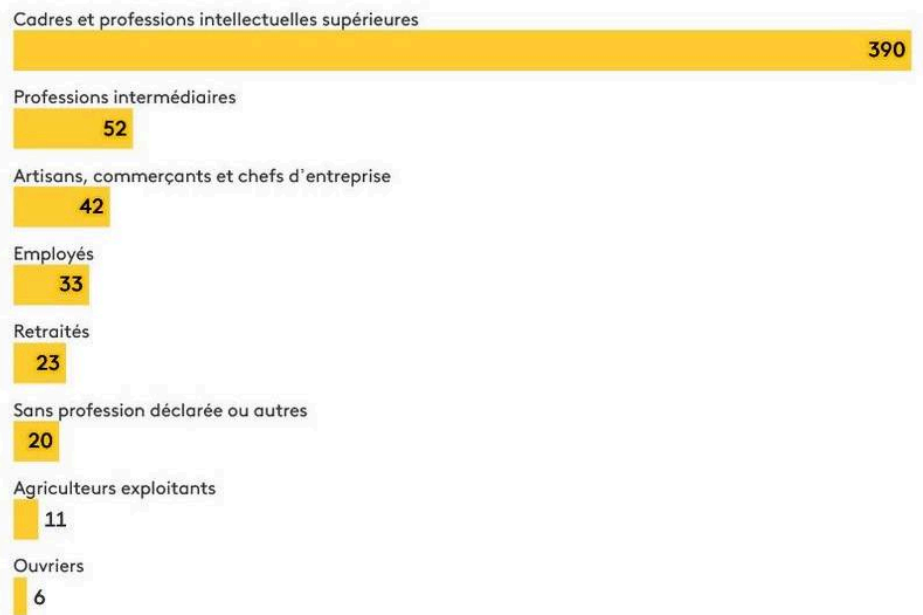 Cadres et professions intellectuelles supérieures
390
Professions intermédiaires
52
Artisans, commerçants et chefs d'entreprise
42
Employés
33
Retraités
23
Sans profession déclarée ou autres
20
Agriculteurs exploitants
11
Ouvriers
6